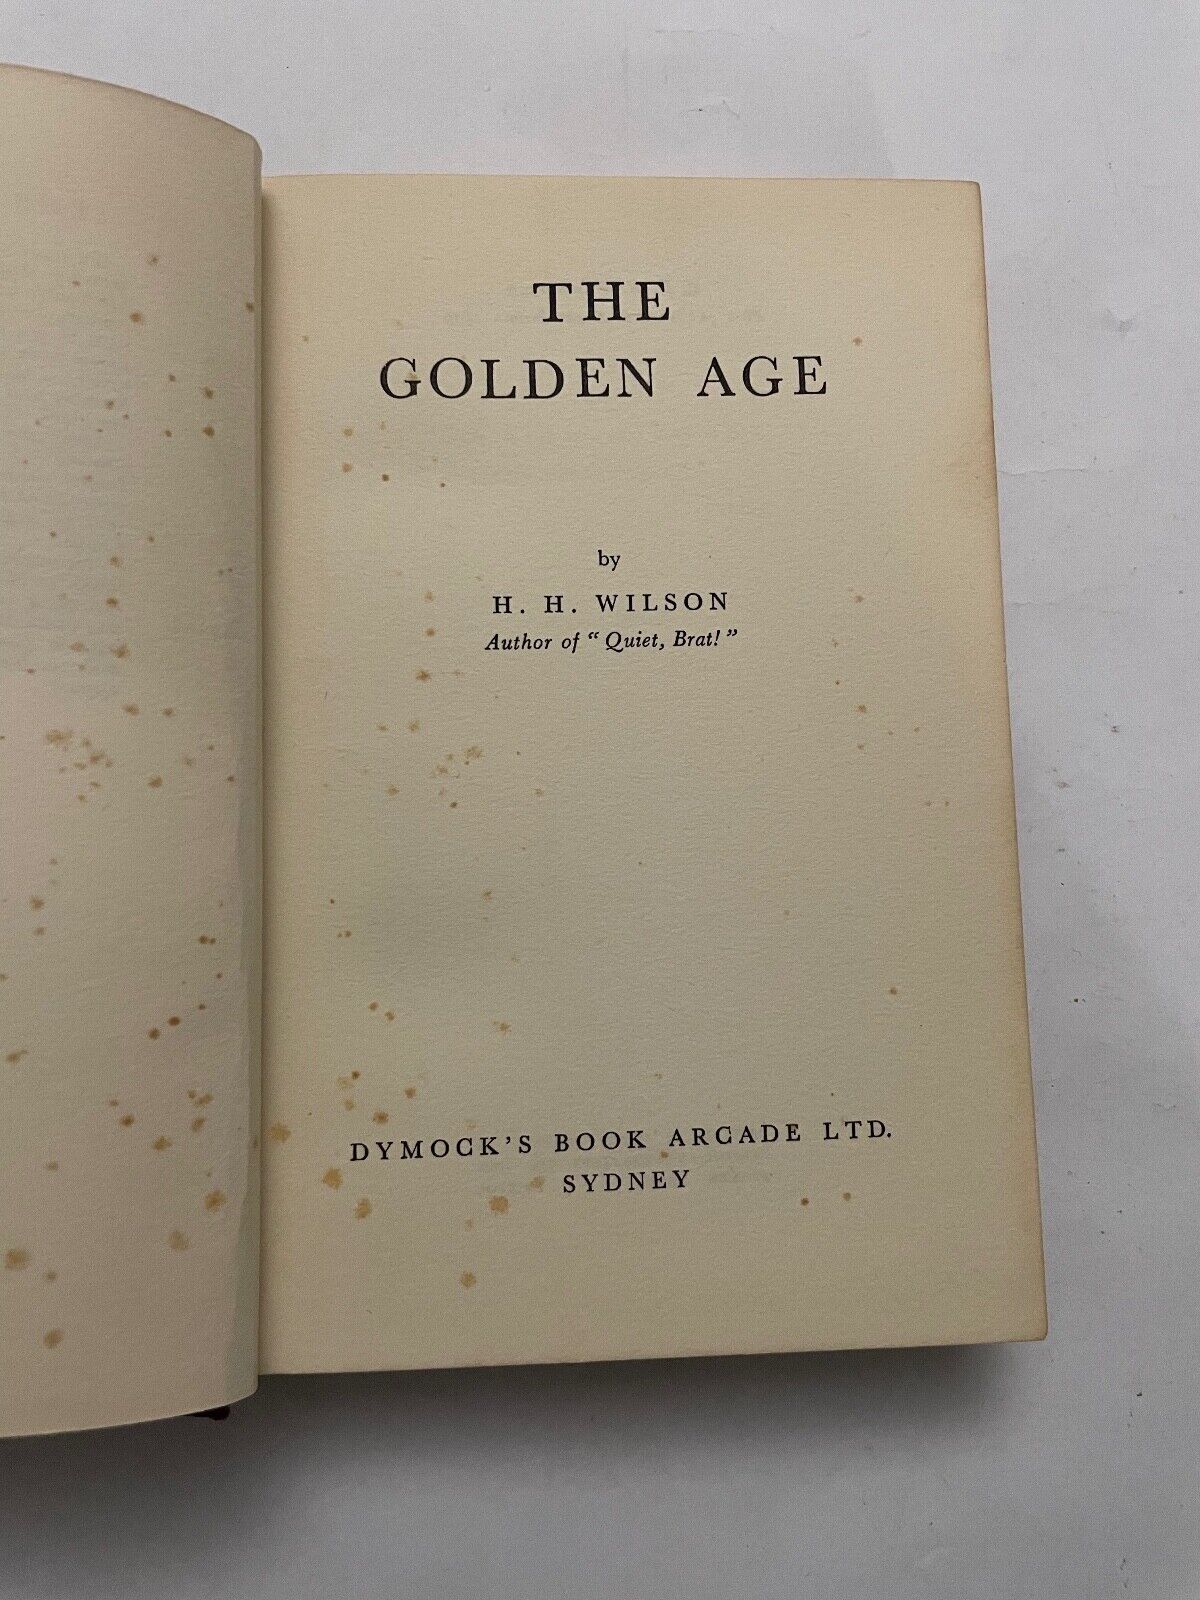 THE
GOLDEN AGE
by
H. H. WILSON
Author of “Quiet, Brat!”
DYMOCK'S BOOK ARCADE LTD.
SYDNEY